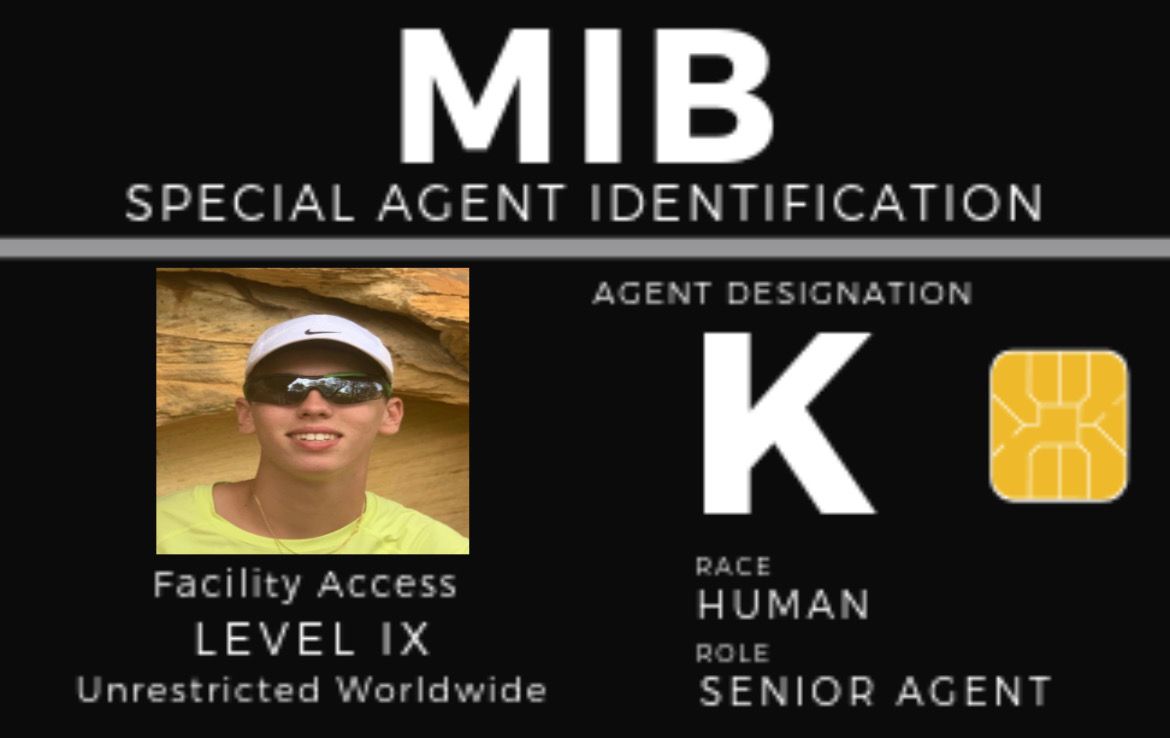 MIB
SPECIAL AGENT IDENTIFICATION
AGENT DESIGNATION
K
Facility Access
LEVEL IX
Unrestricted Worldwide
RACE
HUMAN
ROLE
SENIOR AGENT